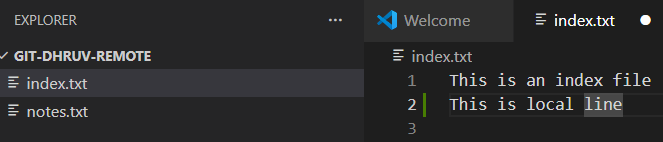 EXPLORER ...
GIT-DHRUV-REMOTE
index.txt
notes.txt
Welcome
index.txt
index.txt
1 This is an index file
2 This is local line
3